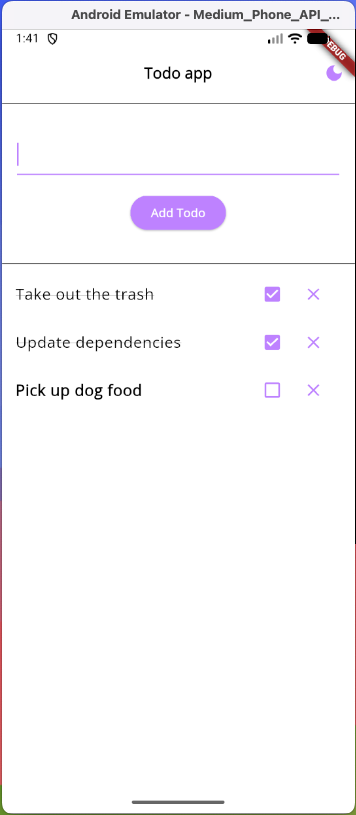 Android Emulator - Medium_Phone_API_...
1:41
DEBUG
Todo app
Add Todo
Take out the trash
Update dependencies
Pick up dog food